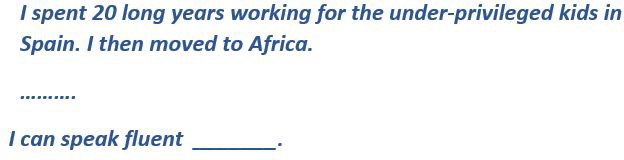 I spent 20 long years working for the under-privileged kids in
Spain. I then moved to Africa.
..........
I can speak fluent ________.